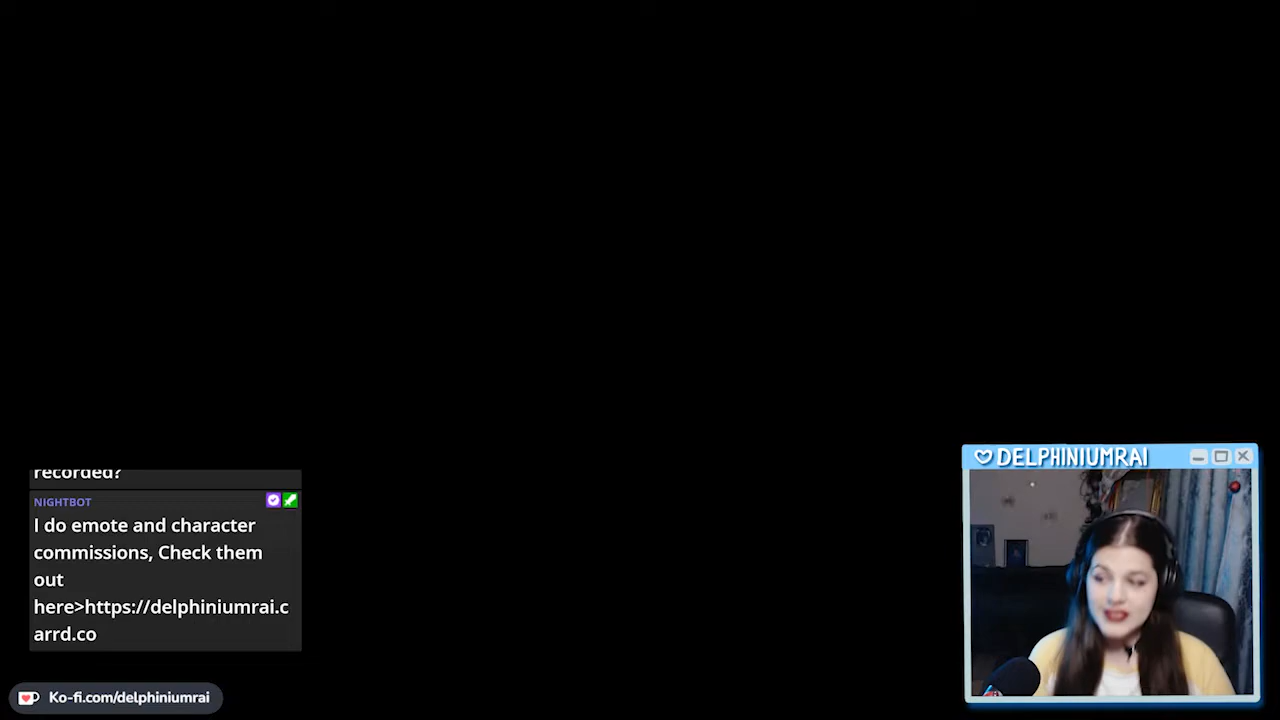 DELPHINIUMRAI
recorded?
NIGHTBOT
I do emote and character
commissions, Check them
out
here>https://delphiniumrai.c
arrd.co
Ko-fi.com/delphiniumrai